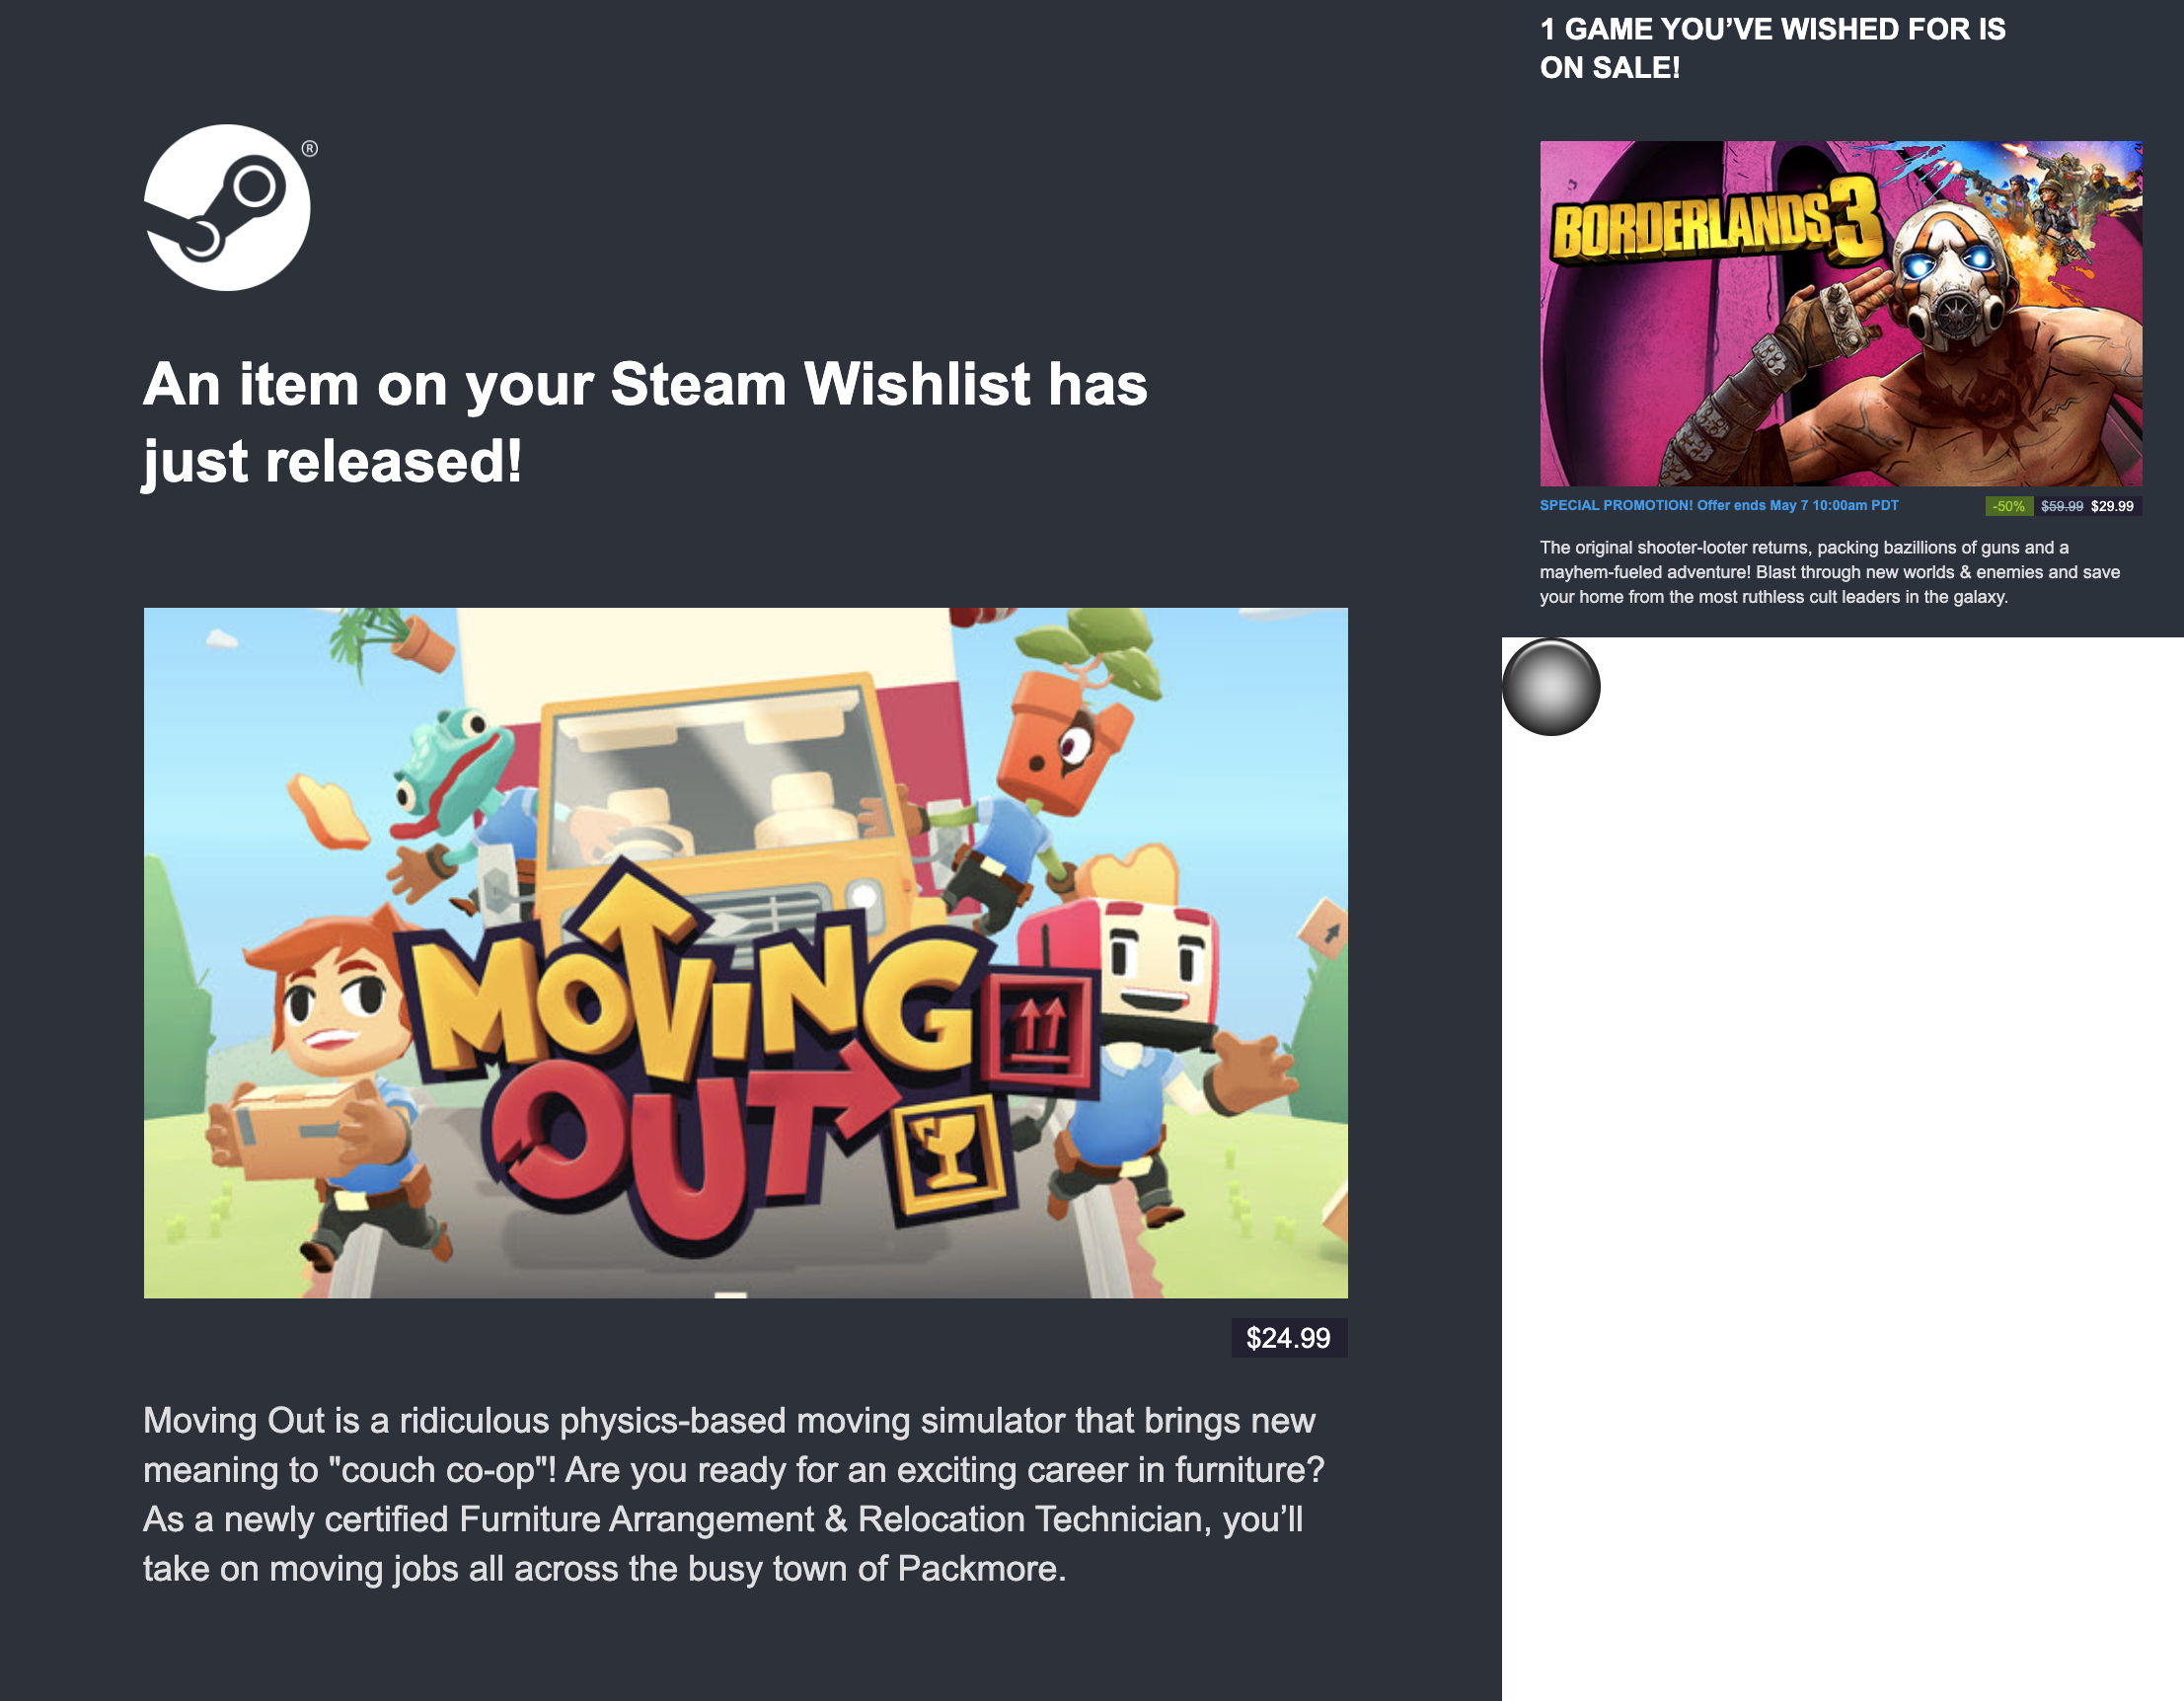 ®
An item on your Steam Wishlist has
just released!
MOVING
OUT
$24.99
Moving Out is a ridiculous physics-based moving simulator that brings new
meaning to "couch co-op"! Are you ready for an exciting career in furniture?
As a newly certified Furniture Arrangement & Relocation Technician, you’ll
take on moving jobs all across the busy town of Packmore.
1 GAME YOU’VE WISHED FOR IS
ON SALE!
BORDERLANDS 3
SPECIAL PROMOTION! Offer ends May 7 10:00am PDT
-50% $59.99 $29.99
The original shooter-looter returns, packing bazillions of guns and a
mayhem-fueled adventure! Blast through new worlds & enemies and save
your home from the most ruthless cult leaders in the galaxy.